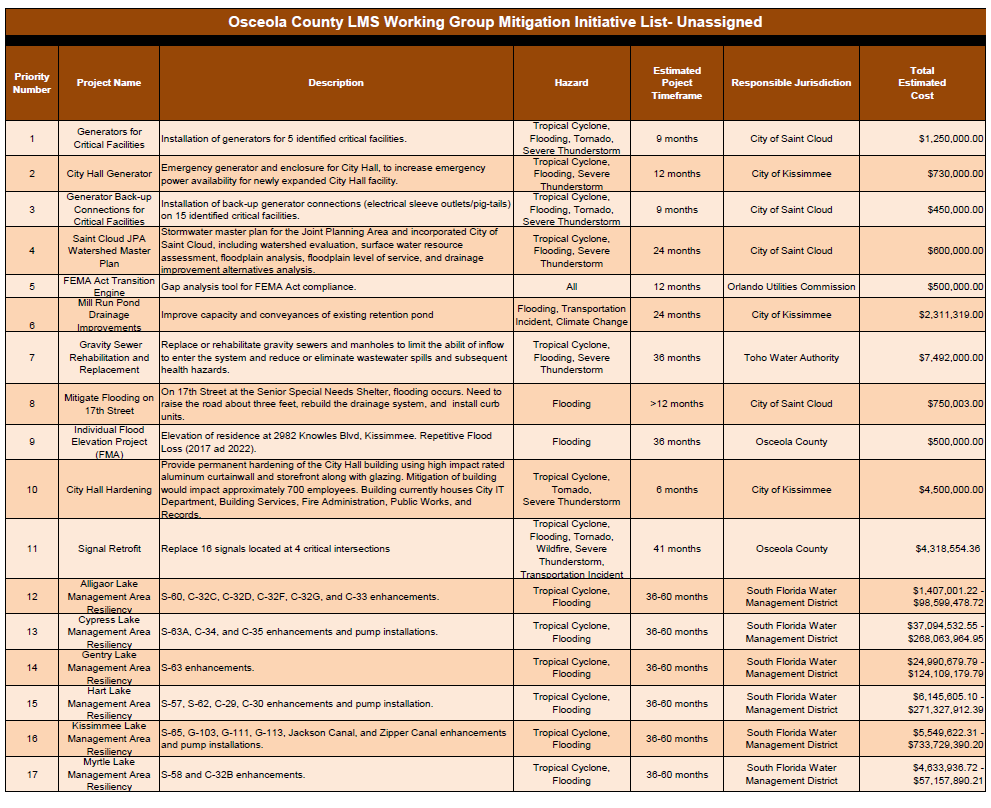 Osceola County LMS Working Group Mitigation Initiative List- Unassigned
Priority
Number
Project Name
Description
Hazard
Estimated
Poject
Timeframe
Responsible Jurisdiction
Total
Estimated
Cost
1
Generators for
Critical Facilities
Installation of generators for 5 identified critical facilities.
Tropical Cyclone,
Flooding, Tornado,
Severe Thunderstorm
9 months
City of Saint Cloud
$1,250,000.00
2
City Hall Generator
Emergency generator and enclosure for City Hall, to increase emergency
power availability for newly expanded City Hall facility.
Tropical Cyclone,
Flooding, Severe
Thunderstorm
12 months
City of Kissimmee
$730,000.00
3
Generator Back-up
Connections for
Critical Facilities
Installation of back-up generator connections (electrical sleeve outlets/pig-tails)
on 15 identified critical facilities.
Tropical Cyclone,
Flooding, Tornado,
Severe Thunderstorm
9 months
City of Saint Cloud
$450,000.00
4
Saint Cloud JPA
Watershed Master
Plan
Stormwater master plan for the Joint Planning Area and incorporated City of
Saint Cloud, including watershed evaluation, surface water resource
assessment, floodplain analysis, floodplain level of service, and drainage
improvement alternatives analysis.
Tropical Cyclone,
Flooding, Severe
Thunderstorm
24 months
City of Saint Cloud
$600,000.00
5
FEMA Act Transition
Engine
Gap analysis tool for FEMA Act compliance.
All
12 months
Orlando Utilities Commission
$500,000.00
6
Mill Run Pond
Drainage
Improvements
Improve capacity and conveyances of existing retention pond
Flooding, Transportation
Incident, Climate Change
24 months
City of Kissimmee
$2,311,319.00
7
Gravity Sewer
Rehabilitation and
Replacement
Replace or rehabilitate gravity sewers and manholes to limit the abilit of inflow
to enter the system and reduce or eliminate wastewater spills and subsequent
health hazards.
Tropical Cyclone,
Flooding, Severe
Thunderstorm
36 months
Toho Water Authority
$7,492,000.00
8
Mitigate Flooding on
17th Street
On 17th Street at the Senior Special Needs Shelter, flooding occurs. Need to
raise the road about three feet, rebuild the drainage system, and install curb
units.
Flooding
>12 months
City of Saint Cloud
$750,003.00
9
Individual Flood
Elevation Project
(FMA)
Elevation of residence at 2982 Knowles Blvd, Kissimmee. Repetitive Flood
Loss (2017 ad 2022).
Flooding
36 months
Osceola County
$500,000.00
10
City Hall Hardening
Provide permanent hardening of the City Hall building using high impact rated
aluminum curtainwall and storefront along with glazing. Mitigation of building
would impact approximately 700 employees. Building currently houses City IT
Department, Building Services, Fire Administration, Public Works, and
Records.
Tropical Cyclone,
Tornado,
Severe Thunderstorm
6 months
City of Kissimmee
$4,500,000.00
11
Signal Retrofit
Replace 16 signals located at 4 critical intersections
Tropical Cyclone,
Flooding, Tornado,
Wildfire, Severe
Thunderstorm,
Transportation Incident
41 months
Osceola County
$4,318,554.36
12
Alligaor Lake
Management Area
Resiliency
S-60, C-32C, C-32D, C-32F, C-32G, and C-33 enhancements.
Tropical Cyclone,
Flooding
36-60 months
South Florida Water
Management District
$1,407,001.22 -
$98,599,478.72
13
Cypress Lake
Management Area
Resiliency
S-63A, C-34, and C-35 enhancements and pump installations.
Tropical Cyclone,
Flooding
36-60 months
South Florida Water
Management District
$37,094,532.55 -
$268,063,964.95
14
Gentry Lake
Management Area
Resiliency
S-63 enhancements.
Tropical Cyclone,
Flooding
36-60 months
South Florida Water
Management District
$24,990,679.79 -
$124,109,179.79
15
Hart Lake
Management Area
Resiliency
S-57, S-62, C-29, C-30 enhancements and pump installation.
Tropical Cyclone,
Flooding
36-60 months
South Florida Water
Management District
$6,145,605.10 -
$271,327,912.39
16
Kissimmee Lake
Management Area
Resiliency
S-65, G-103, G-111, G-113, Jackson Canal, and Zipper Canal enhancements
and pump installations.
Tropical Cyclone,
Flooding
36-60 months
South Florida Water
Management District
$5,549,622.31 -
$733,729,390.20
17
Myrtle Lake
Management Area
Resiliency
S-58 and C-32B enhancements.
Tropical Cyclone,
Flooding
36-60 months
South Florida Water
Management District
$4,633,936.72 -
$57,157,890.21